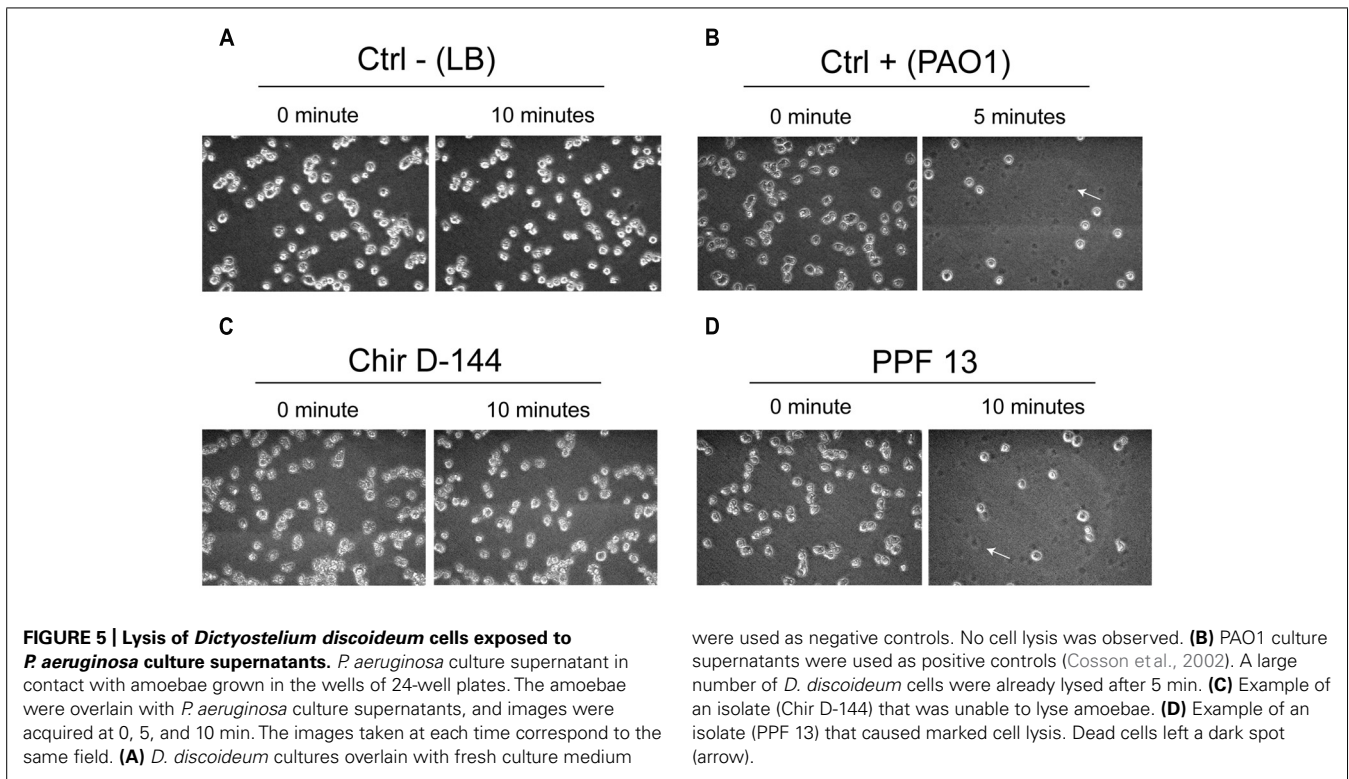 A
Ctrl - (LB)
0 minute
10 minutes
B
Ctrl + (PAO1)
0 minute
5 minutes
C
Chir D-144
0 minute
10 minutes
D
PPF 13
0 minute
10 minutes
FIGURE 5 | Lysis of Dictyostelium discoideum cells exposed to
P. aeruginosa culture supernatants. P. aeruginosa culture supernatant in
contact with amoebae grown in the wells of 24-well plates. The amoebae
were overlain with P. aeruginosa culture supernatants, and images were
acquired at 0, 5, and 10 min. The images taken at each time correspond to the
same field. (A) D. discoideum cultures overlain with fresh culture medium
were used as negative controls. No cell lysis was observed. (B) PAO1 culture
supernatants were used as positive controls (Cosson et al., 2002). A large
number of D. discoideum cells were already lysed after 5 min. (C) Example of
an isolate (Chir D-144) that was unable to lyse amoebae. (D) Example of an
isolate (PPF 13) that caused marked cell lysis. Dead cells left a dark spot
(arrow).